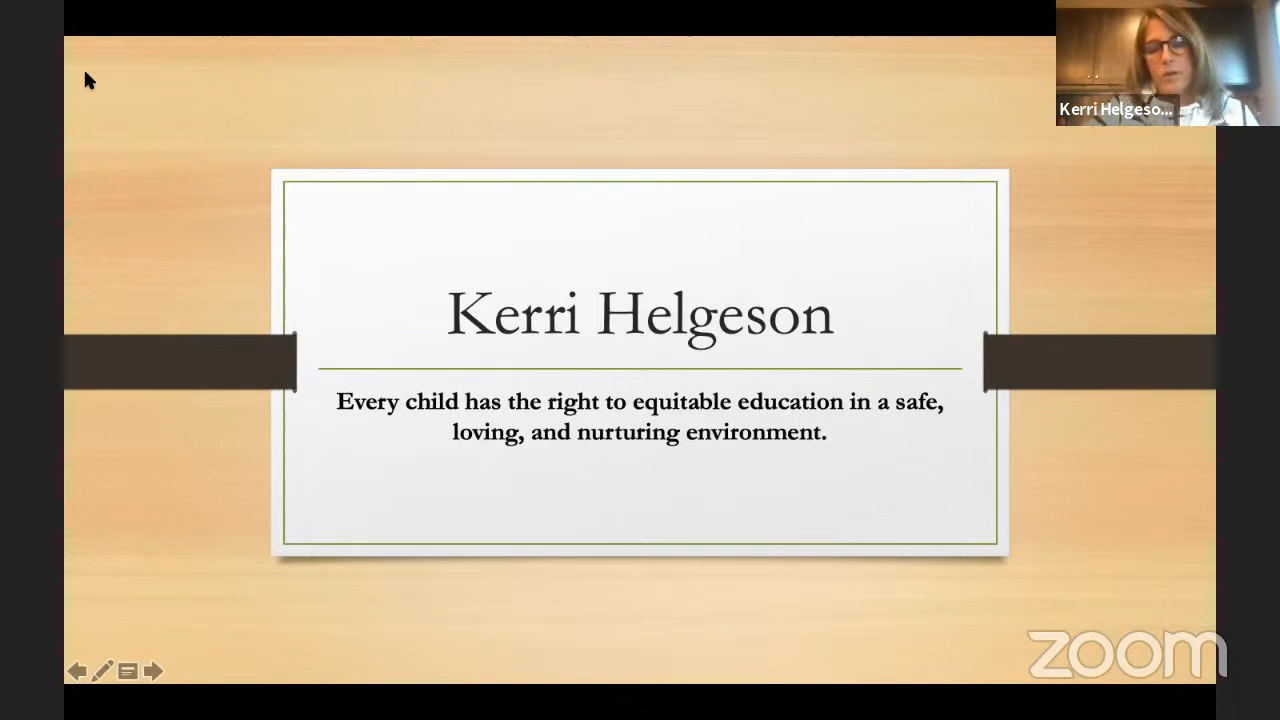 Kerri Helgeso...
Kerri Helgeson
Every child has the right to equitable education in a safe,
loving, and nurturing environment.
zoom